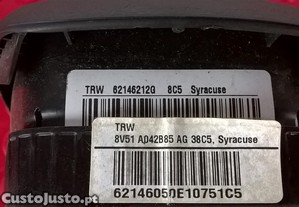 TRW 62146212G 8C5 Syracuse
TRW
8V51 A042B85 AG 38C5, Syracuse
62146050E10751C5
CustoJusto.pt